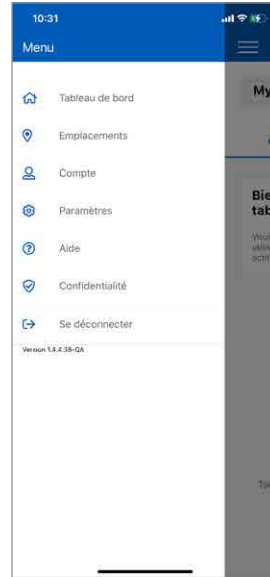 10:31
Menu
My
Tableau de bord
Emplacements
Compte
Bie
tab
Paramètres
Aide
Confidentialité
Se déconnecter
Version 1.4.4.38-QA